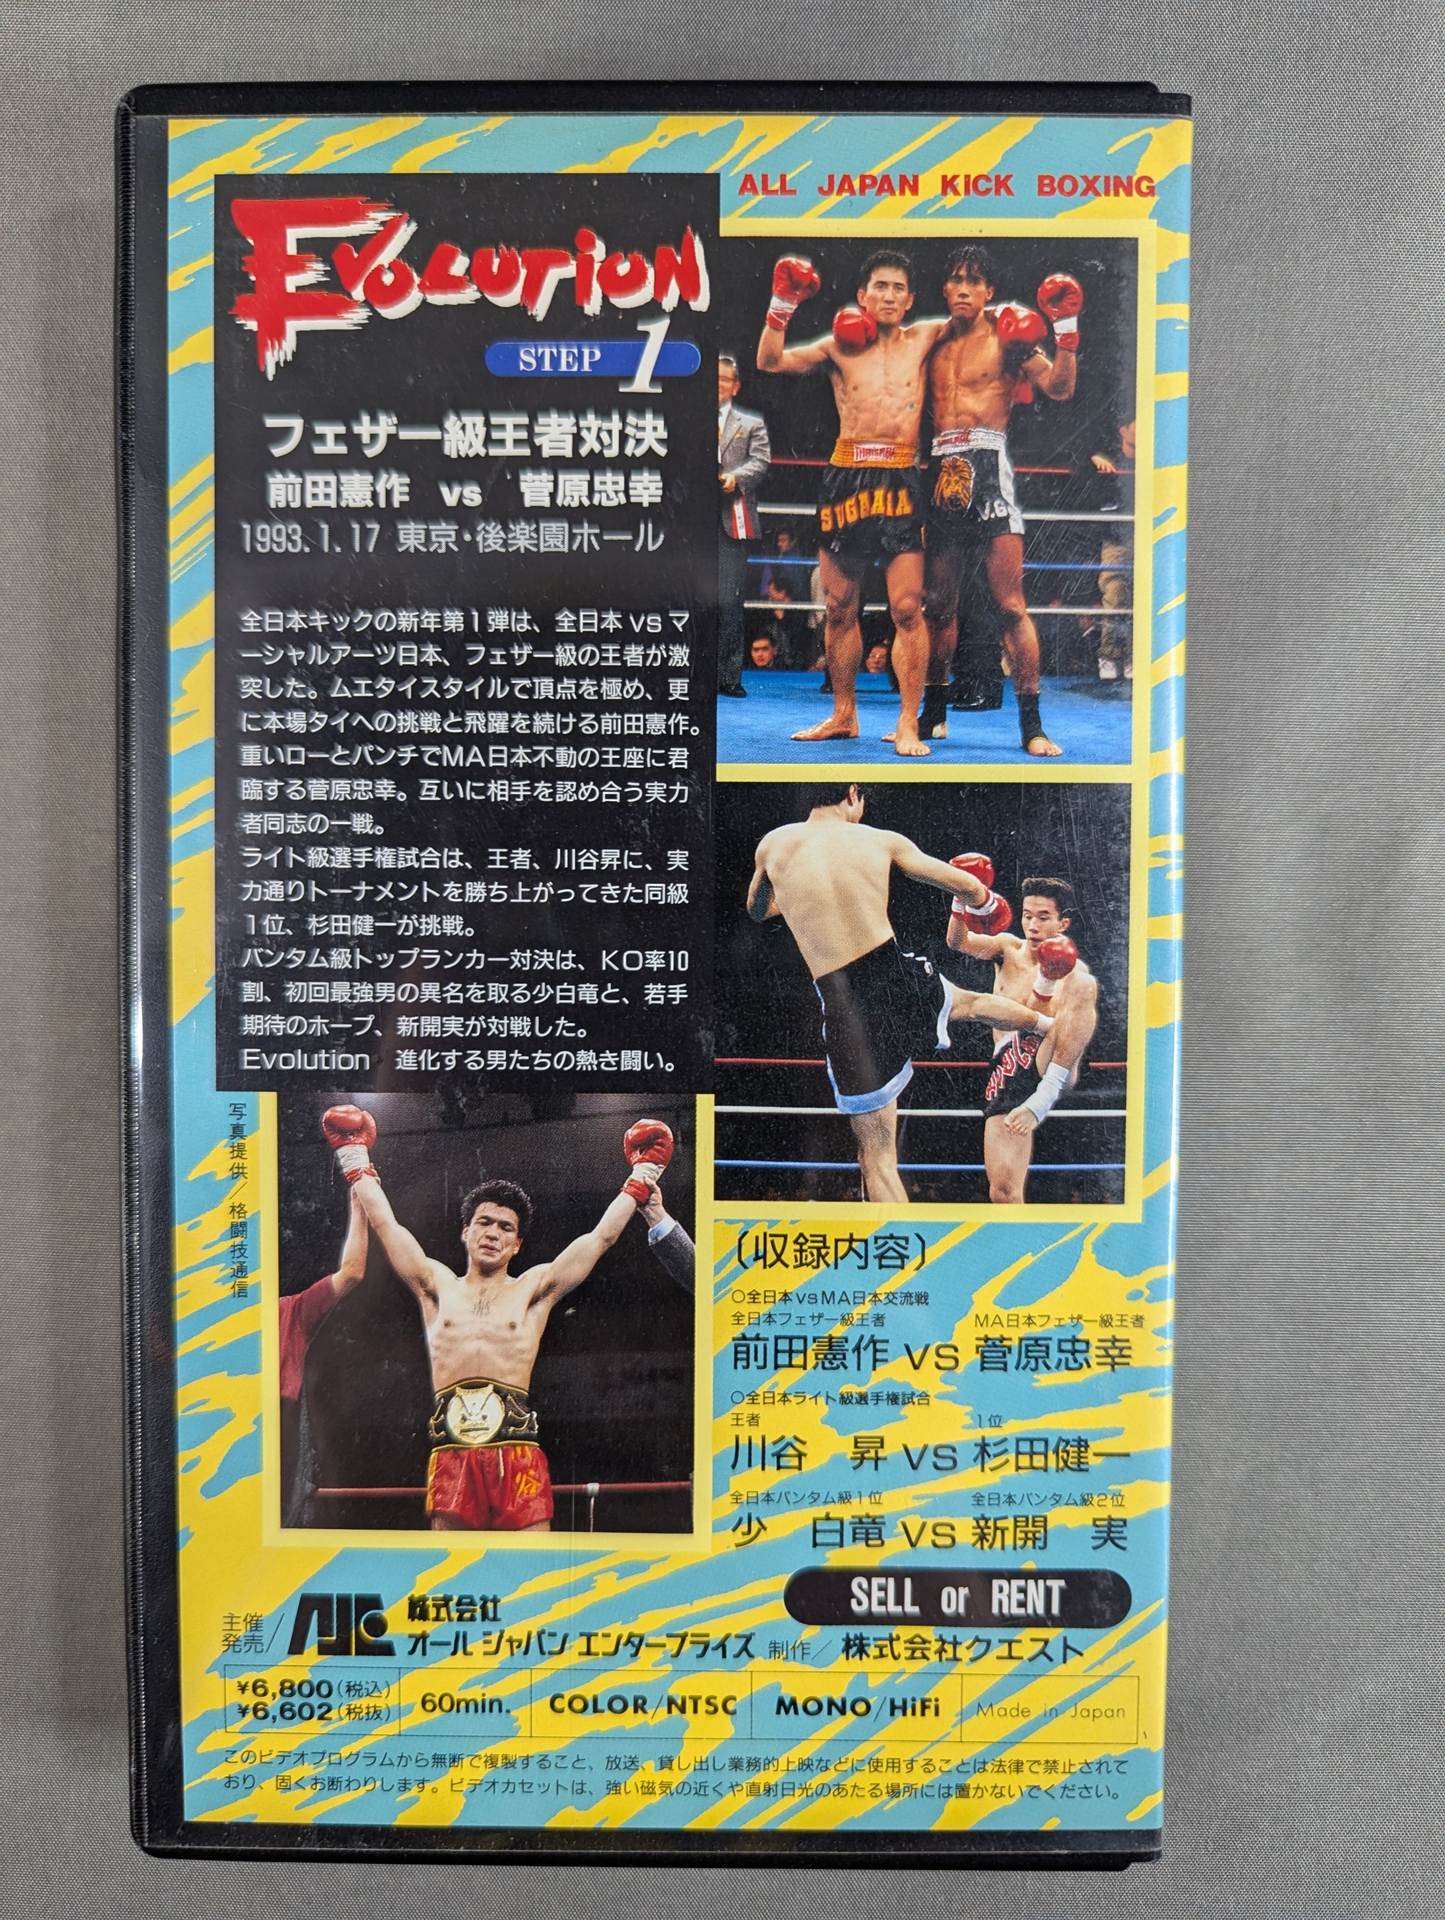 ALL JAPAN KICK BOXING
EVOLUTION
STEP 1
フェザー級王者対決
前田憲作 vs 菅原忠幸
1993.1.17 東京・後楽園ホール
全日本キックの新年第1弾は、全日本 vs マ
ーシャルアーツ日本、フェザー級の王者が激
突した。ムエタイスタイルで頂点を極め、更
に本場タイへの挑戦と飛躍を続ける前田憲作。
重いローとパンチでMA日本不動の王座に君
臨する菅原忠幸。互いに相手を認め合う実力
者同志の一戦。
ライト級選手権試合は、王者、川谷昇に、実
力通りトーナメントを勝ち上がってきた同級
1位、杉田健一が挑戦。
バンタム級トップランカー対決は、KO率10
割、初回最強男の異名を取る少白竜と、若手
期待のホープ、新開実が対戦した。
Evolution 進化する男たちの熱き闘い。
写真提供/格闘技通信
〔収録内容〕
○全日本vsMA日本交流戦
全日本フェザー級王者 MA日本フェザー級王者
前田憲作 VS 菅原忠幸
○全日本ライト級選手権試合
王者 1位
川谷 昇 VS 杉田健一
全日本バンタム級1位 全日本バンタム級2位
少 白竜 VS 新開 実
SELL or RENT
主催
発売/ AJE 株式会社
オールジャパンエンタープライズ 制作/株式会社クエスト
¥6,800(税込)
¥6,602(税抜)
60min.
COLOR/NTSC
MONO/HiFi
Made in Japan
このビデオプログラムから無断で複製すること、放送、貸し出し業務的上映などに使用することは法律で禁止されて
おり、固くお断わりします。ビデオカセットは、強い磁気の近くや直射日光のあたる場所には置かないでください。